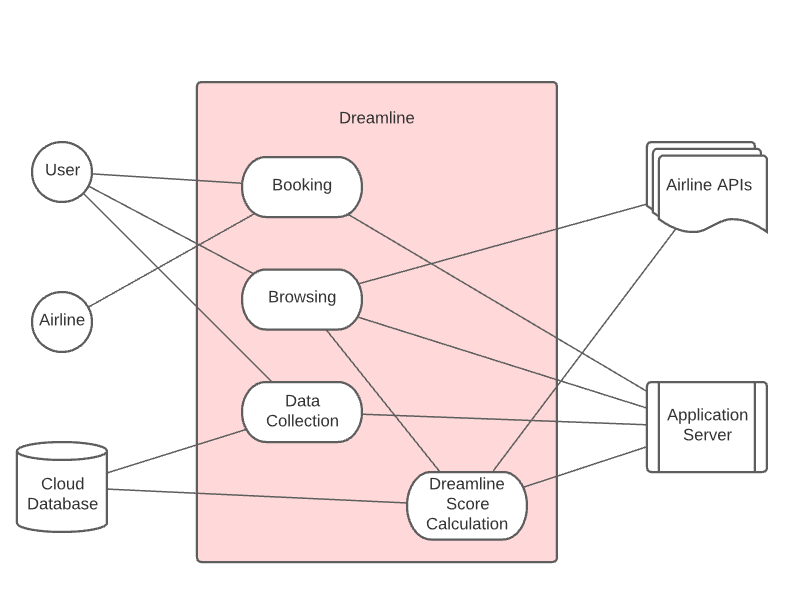 Dreamline
User
Booking
Airline APIs
Browsing
Airline
Data
Collection
Application
Server
Cloud
Database
Dreamline
Score
Calculation